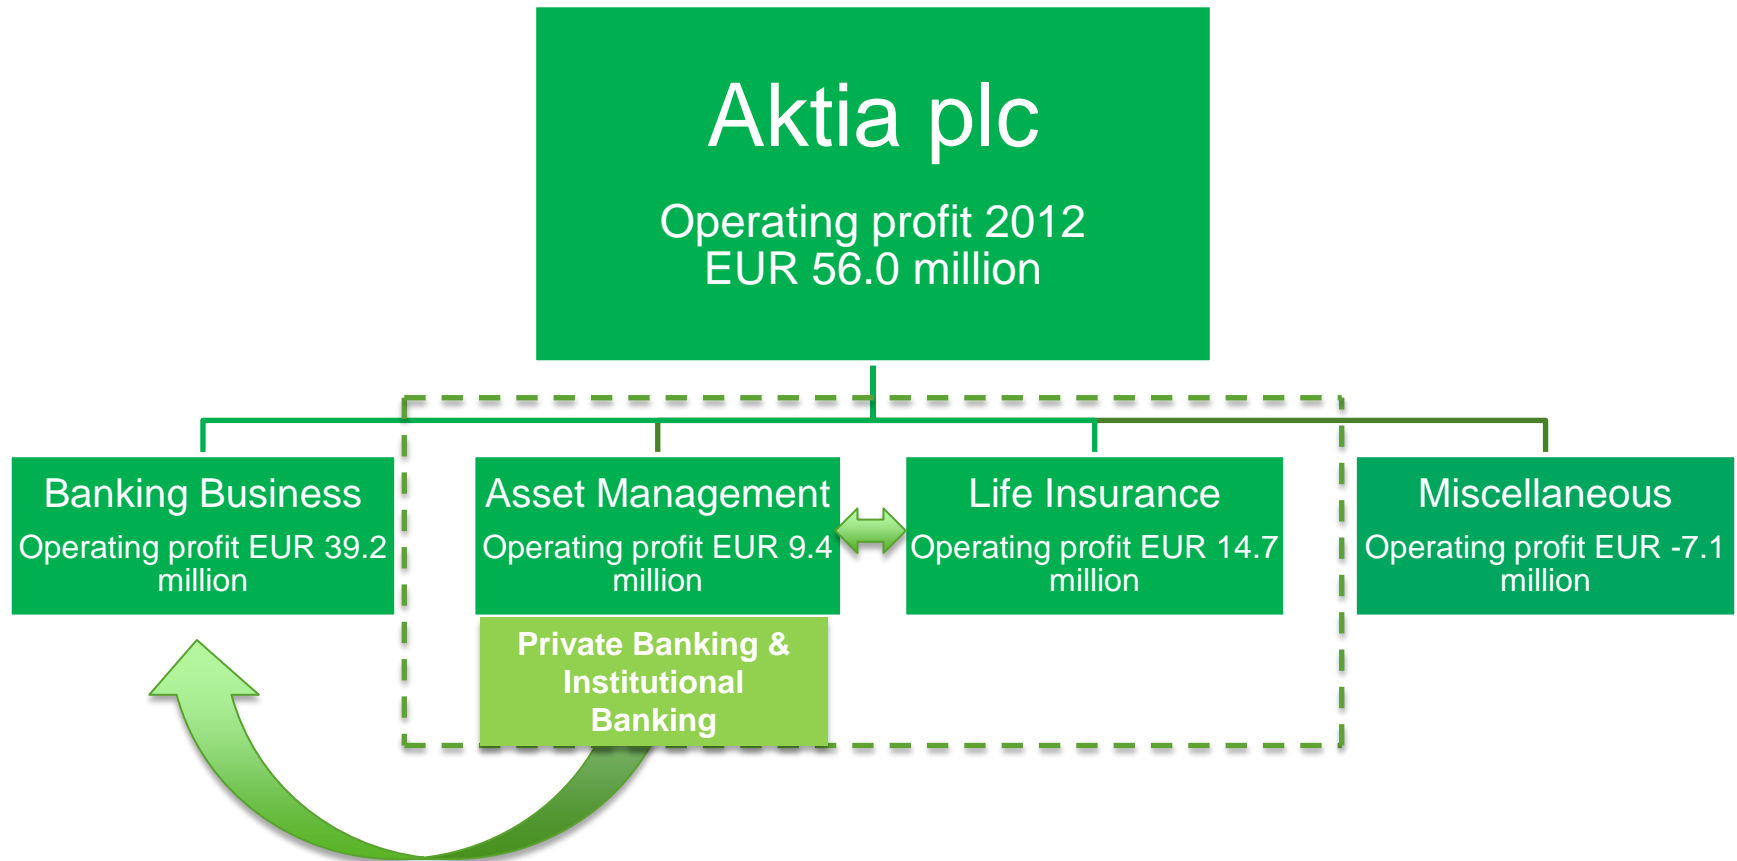 Aktia plc
Operating profit 2012
EUR 56.0 million
Banking Business
Operating profit EUR 39.2
million
Asset Management
Operating profit EUR 9.4
million
Private Banking &
Institutional
Banking
Life Insurance
Operating profit EUR 14.7
million
Miscellaneous
Operating profit EUR -7.1
million